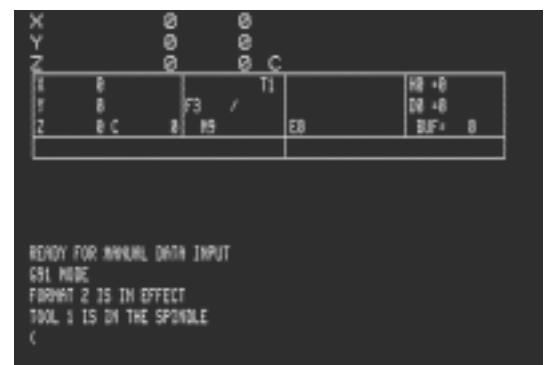 X 0 0
Y 0 0
Z 0 0 C
X 0 T1 H0 +0
Y 0 F3 / D0 +0
Z 0 C 0 M9 E0 BUF= 0
READY FOR MANUAL DATA INPUT
G91 MODE
FORMAT 2 IS IN EFFECT
TOOL 1 IS IN THE SPINDLE
(